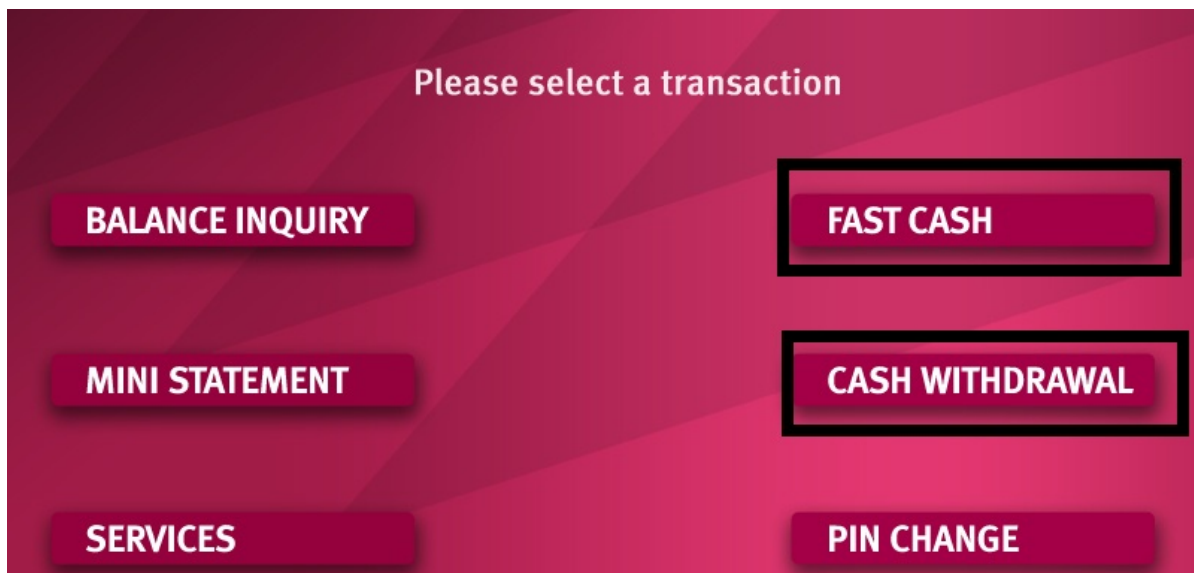 Please select a transaction
BALANCE INQUIRY
FAST CASH
MINI STATEMENT
CASH WITHDRAWAL
SERVICES
PIN CHANGE